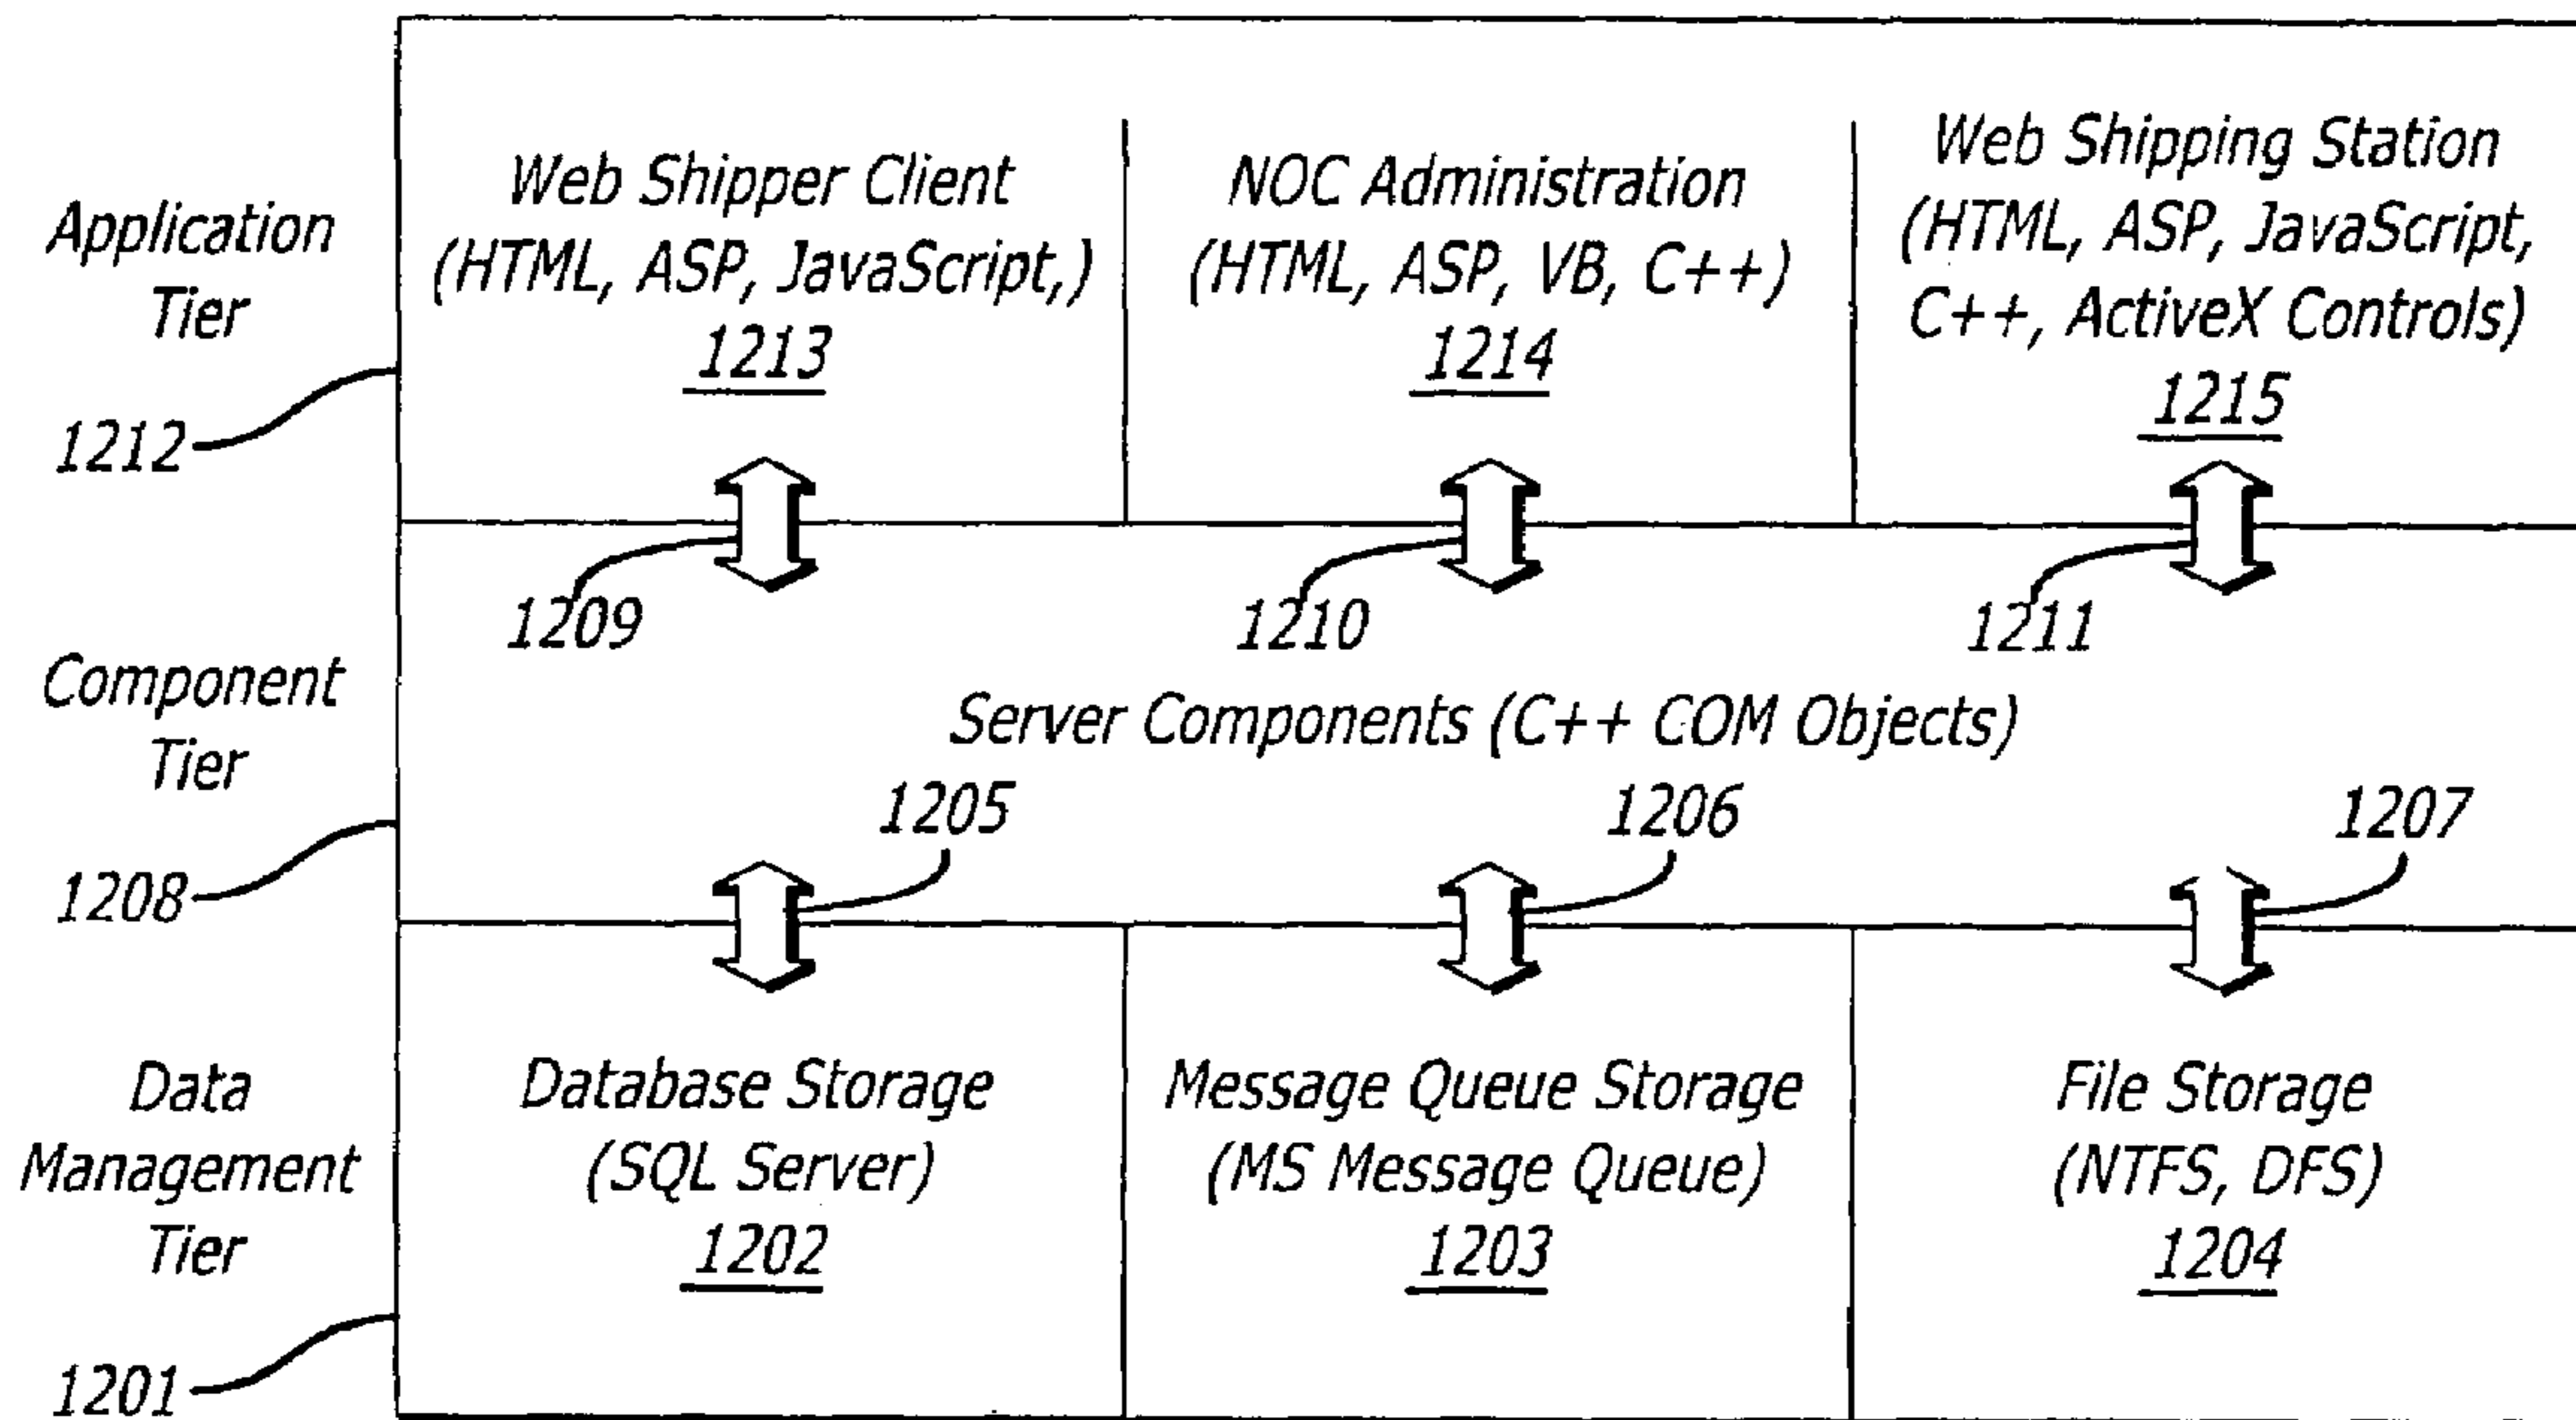 Application
Tier
1212
Web Shipper Client
(HTML, ASP, JavaScript,)
1213
NOC Administration
(HTML, ASP, VB, C++)
1214
Web Shipping Station
(HTML, ASP, JavaScript,
C++, ActiveX Controls)
1215
1209
1210
1211
Component
Tier
1208
Server Components (C++ COM Objects)
1205
1206
1207
Data
Management
Tier
1201
Database Storage
(SQL Server)
1202
Message Queue Storage
(MS Message Queue)
1203
File Storage
(NTFS, DFS)
1204